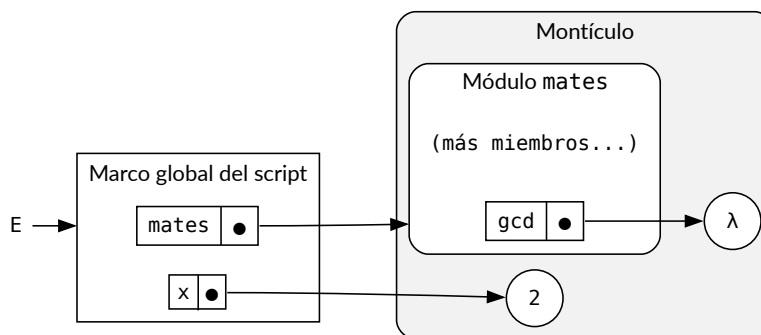 Montículo
Módulo mates
(más miembros...)
Marco global del script
E
mates
gcd
λ
x
2